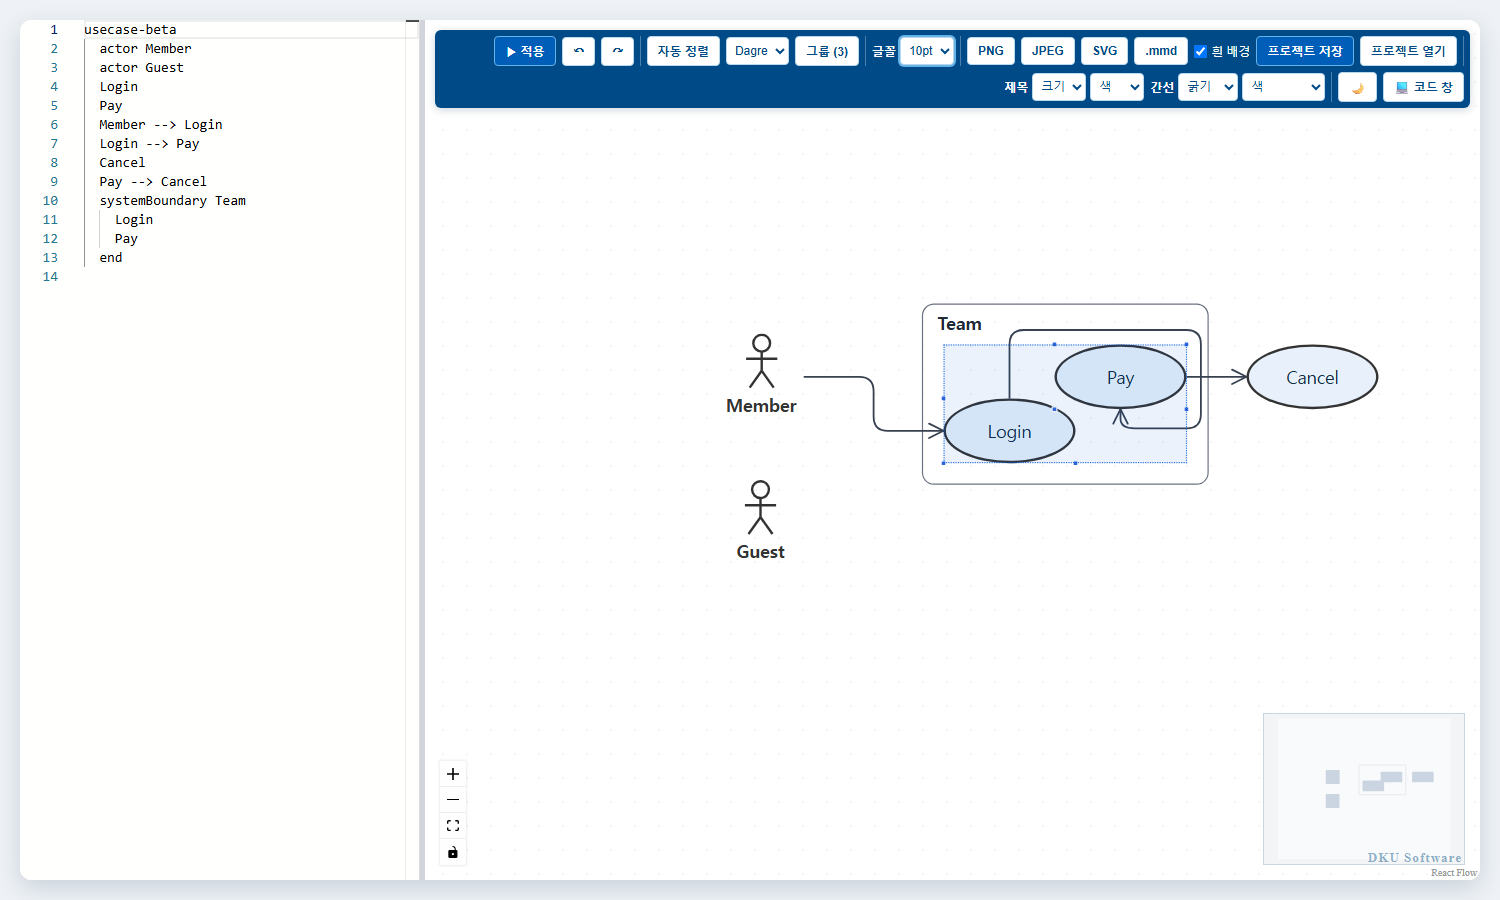 1 usecase-beta
2 actor Member
3 actor Guest
4 Login
5 Pay
6 Member --> Login
7 Login --> Pay
8 Cancel
9 Pay --> Cancel
10 systemBoundary Team
11 Login
12 Pay
13 end
14
▶ 적용 자동 정렬 Dagre 그룹 (3) 글꼴 10pt PNG JPEG SVG .mmd 흰 배경 프로젝트 저장 프로젝트 열기
제목 크기 색 간선 굵기 색 코드 창
Team
Pay
Cancel
Login
Member
Guest
DKU Software
React Flow